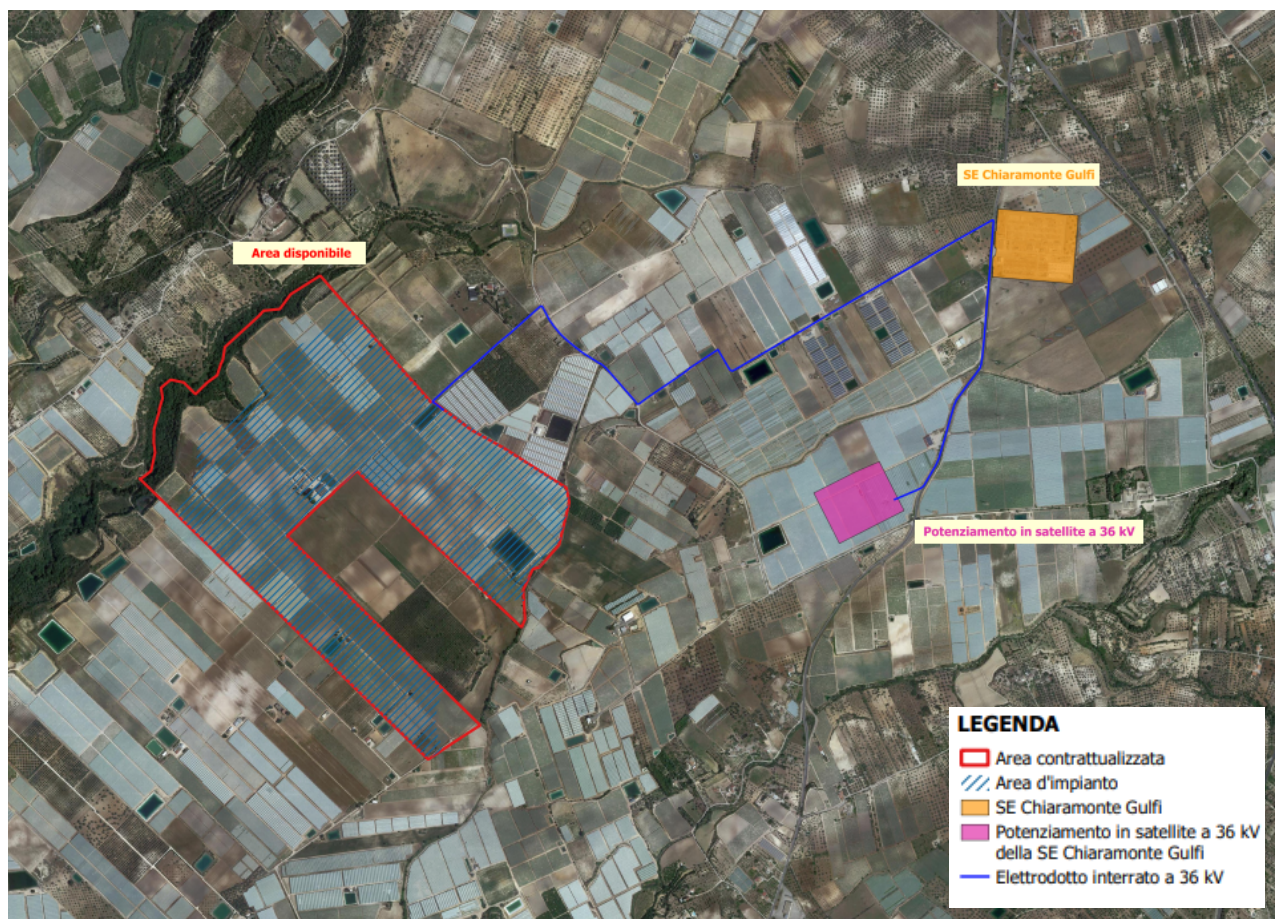 SE Chiaramonte Gulfi
Area disponibile
Potenziamento in satellite a 36 kV
LEGENDA
Area contrattualizzata
Area d'impianto
SE Chiaramonte Gulfi
Potenziamento in satellite a 36 kV
della SE Chiaramonte Gulfi
Elettrodotto interrato a 36 kV